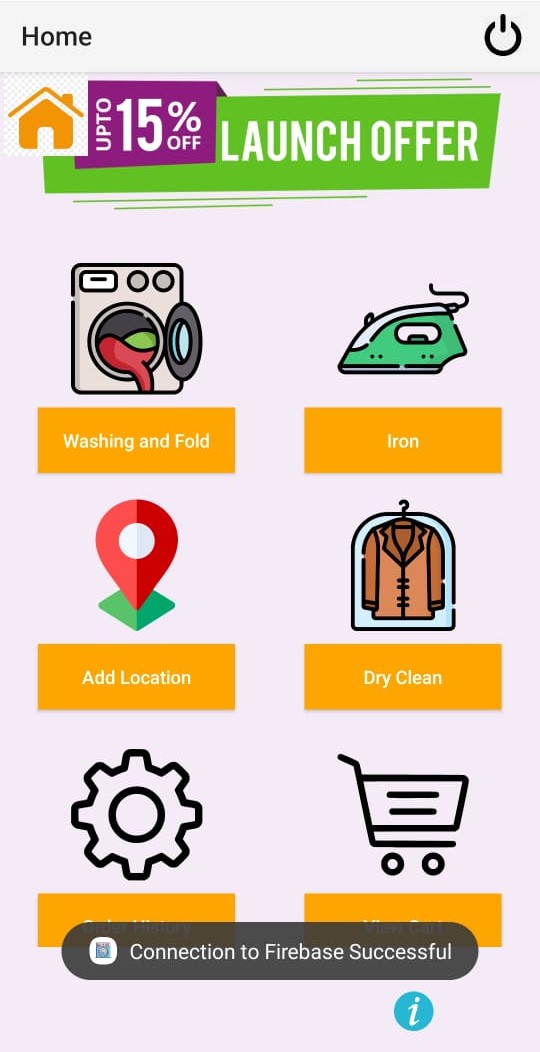 Home
UPTO
15%
OFF
LAUNCH OFFER
Washing and Fold
Iron
Add Location
Dry Clean
Order History
View Cart
Connection to Firebase Successful
i